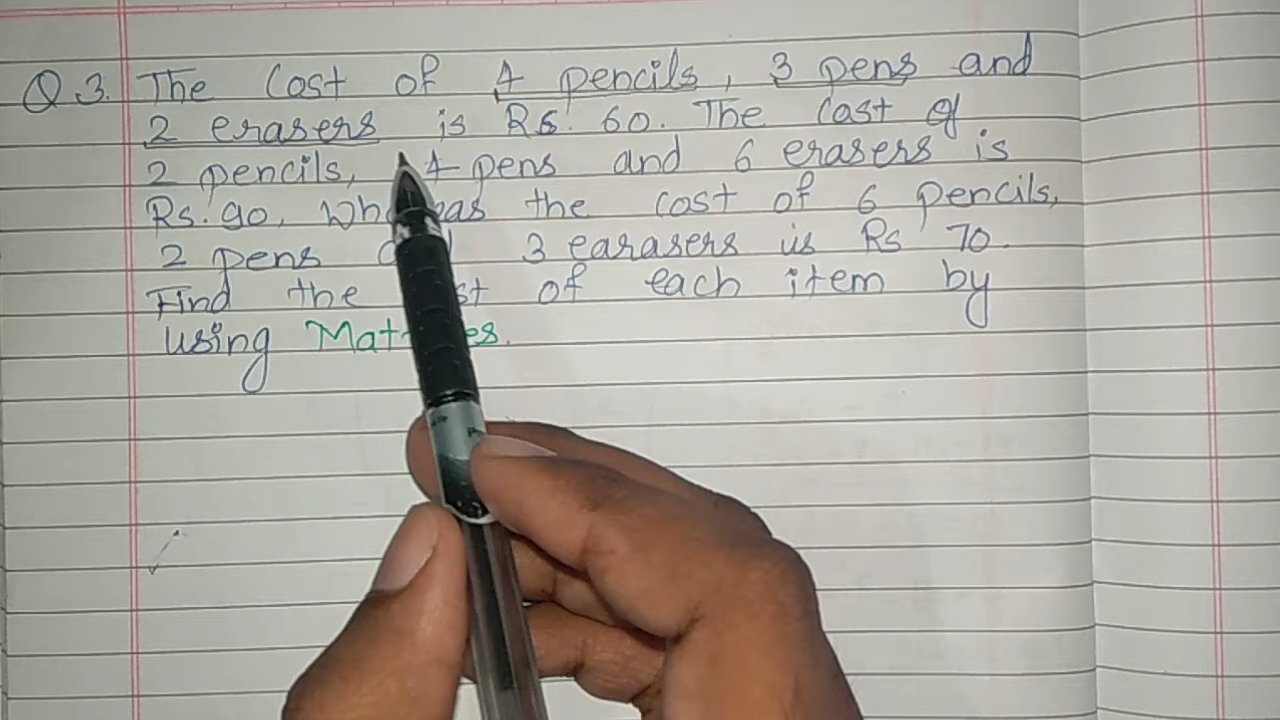 Q 3. The Cost of 4 pencils, 3 pens and
2 erasers is Rs. 60. The Cost of
2 pencils, 4 pens and 6 erasers is
Rs. 90, the cost of 6 pencils,
2 pens 3 earasers is Rs 70.
Find the of each item by
using